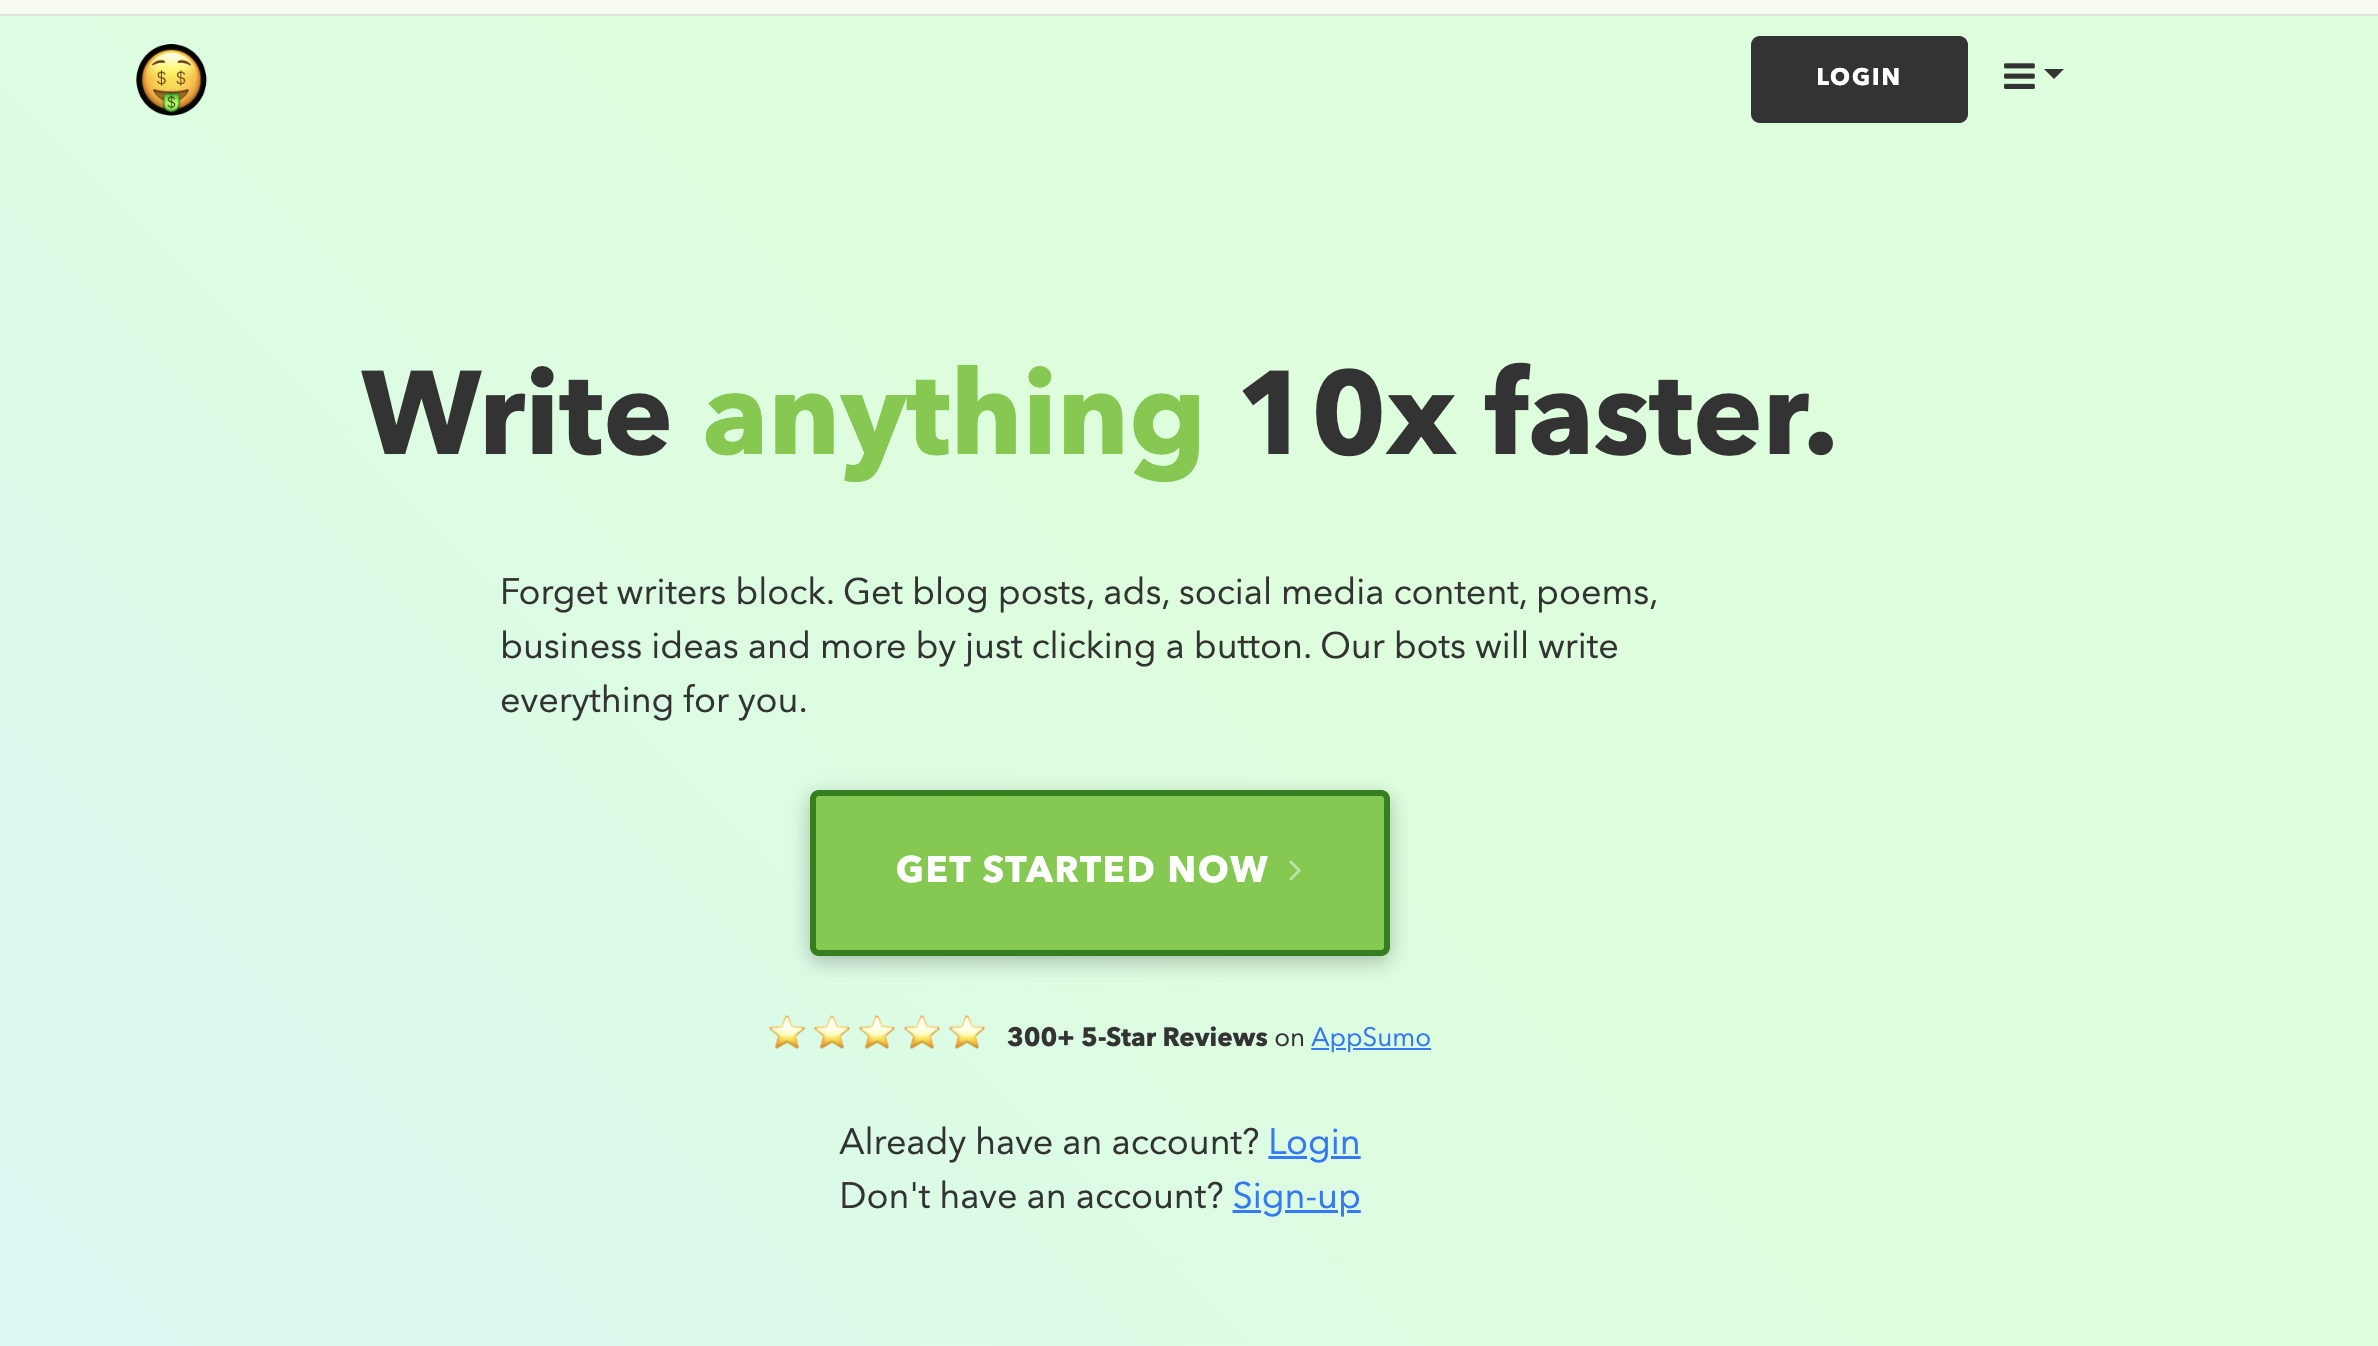 LOGIN
Write anything 10x faster.
Forget writers block. Get blog posts, ads, social media content, poems,
business ideas and more by just clicking a button. Our bots will write
everything for you.
GET STARTED NOW
300+ 5-Star Reviews on AppSumo
Already have an account? Login
Don't have an account? Sign-up